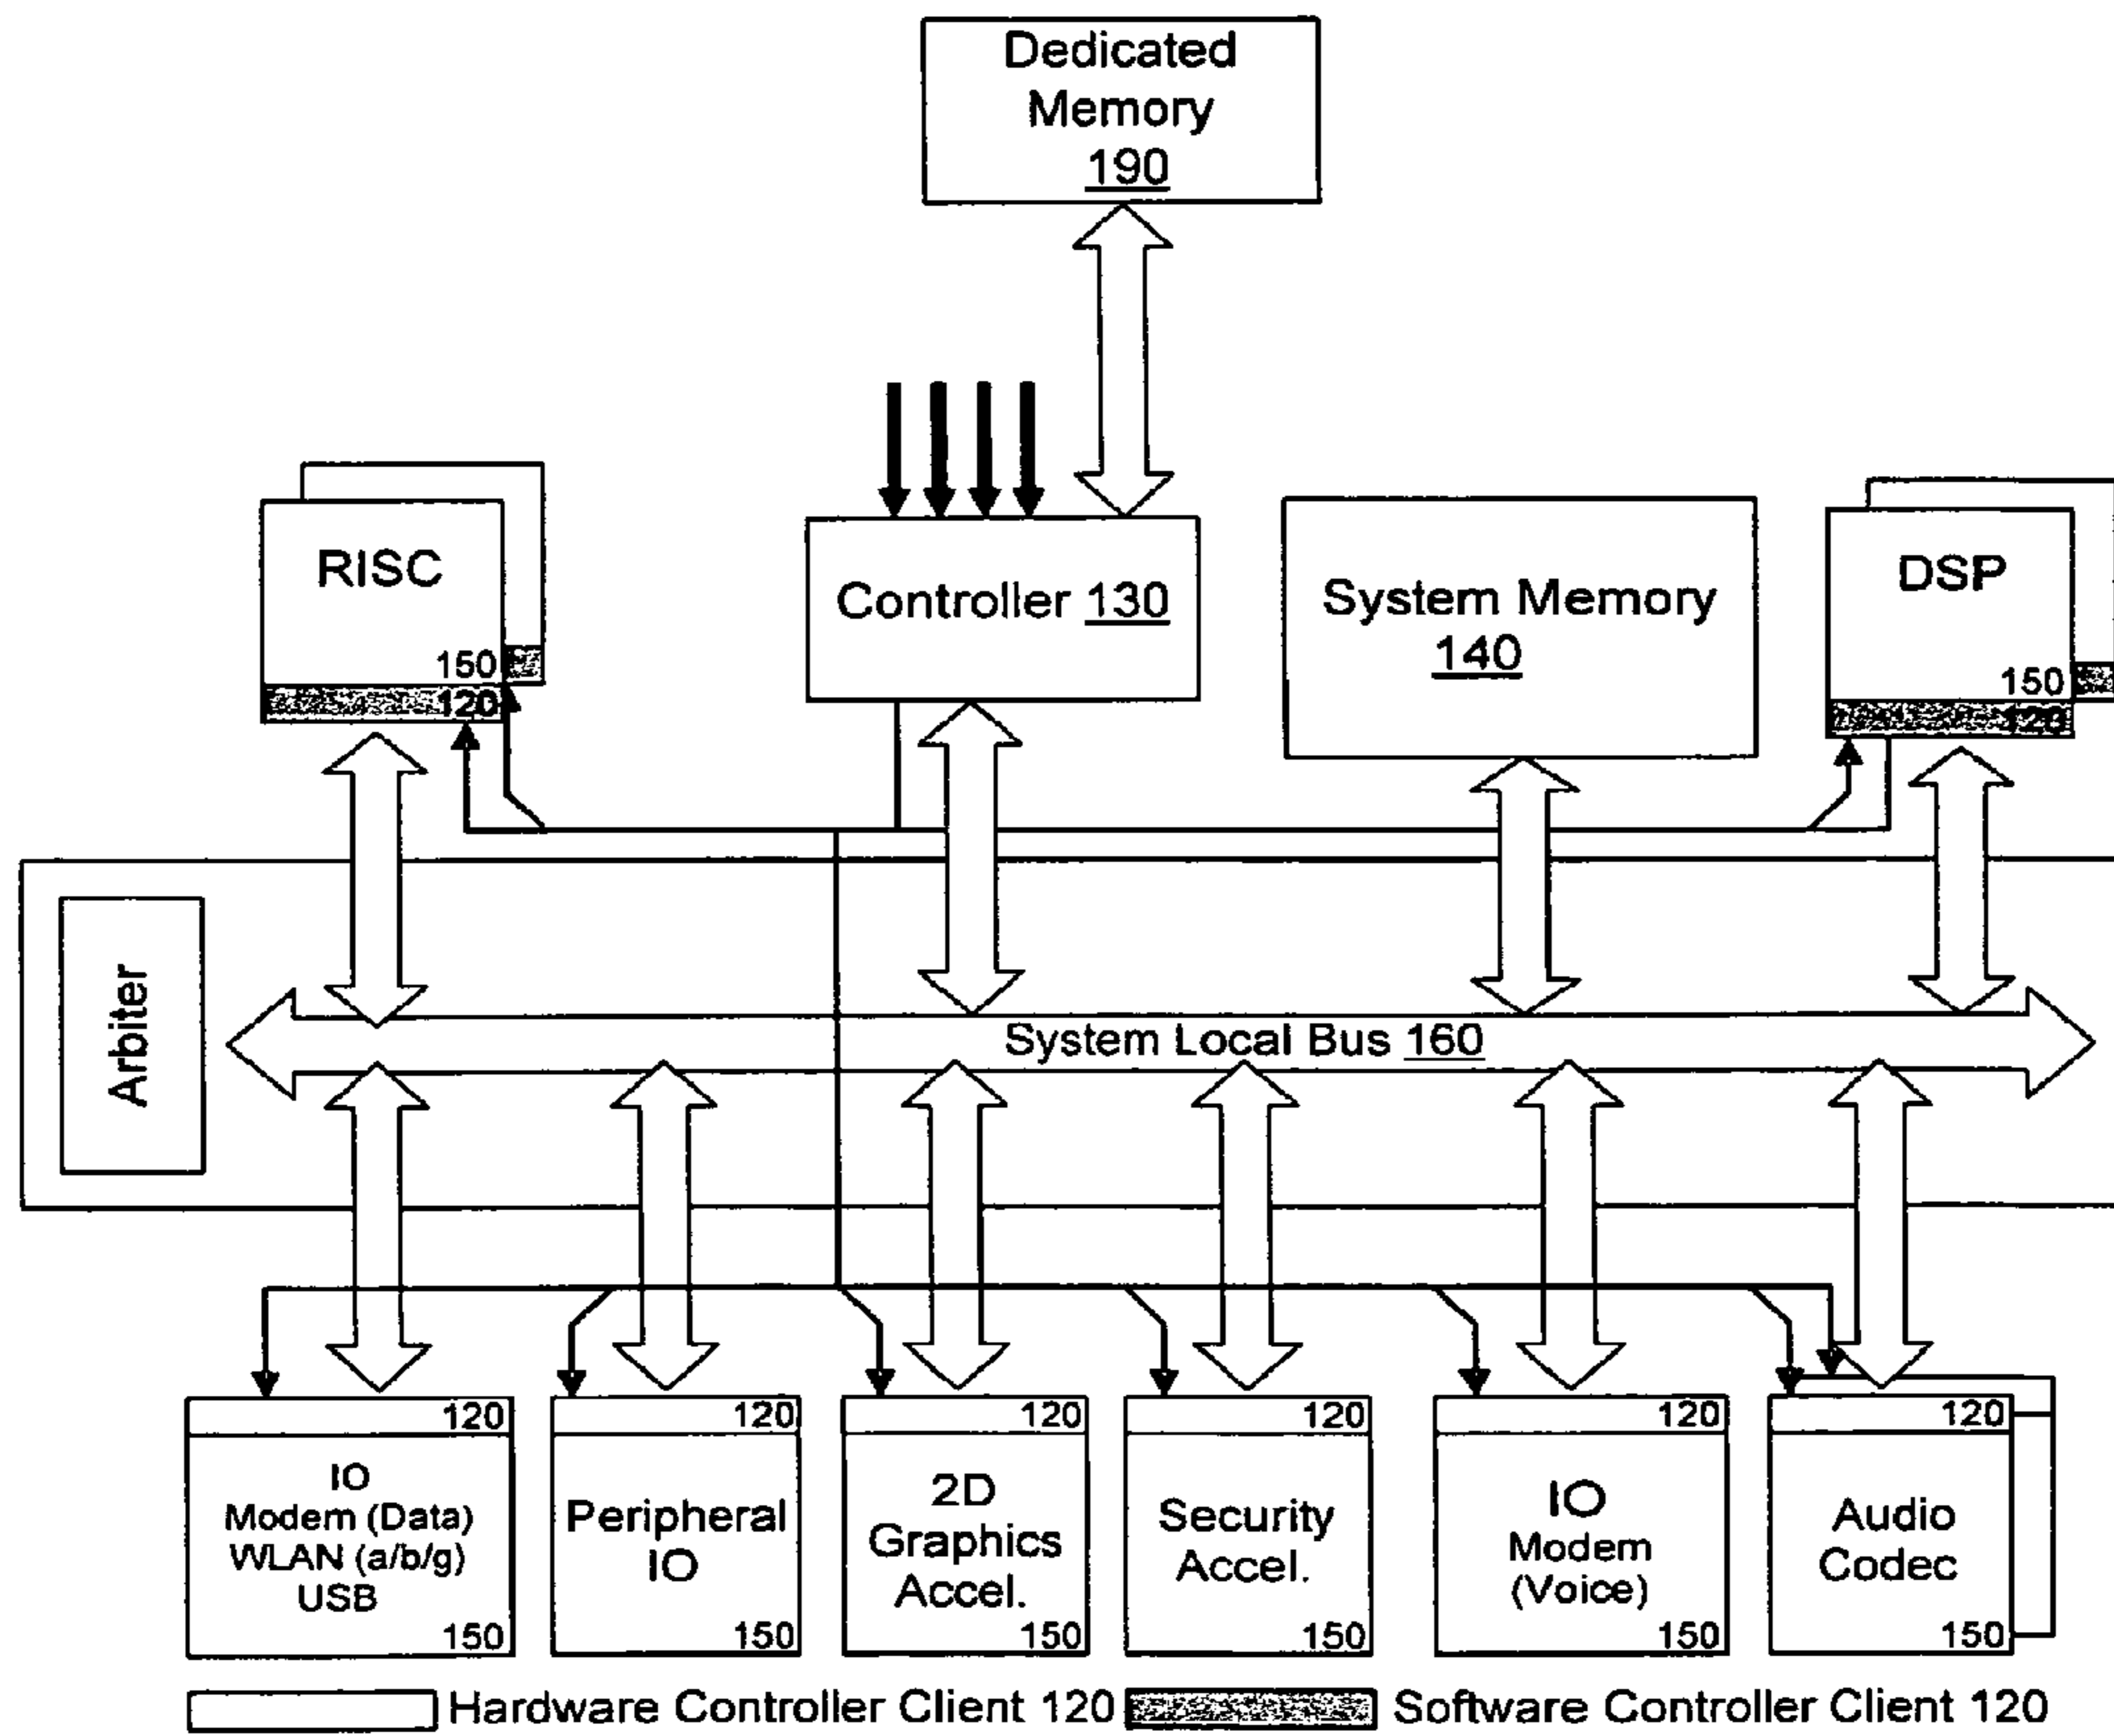 Dedicated
Memory
190
RISC
150
120
Controller 130
System Memory
140
DSP
150
120
Arbiter
System Local Bus 160
120
IO
Modem (Data)
WLAN (a/b/g)
USB
150
120
Peripheral
IO
150
120
2D
Graphics
Accel.
150
120
Security
Accel.
150
120
IO
Modem
(Voice)
150
120
Audio
Codec
150
Hardware Controller Client 120
Software Controller Client 120